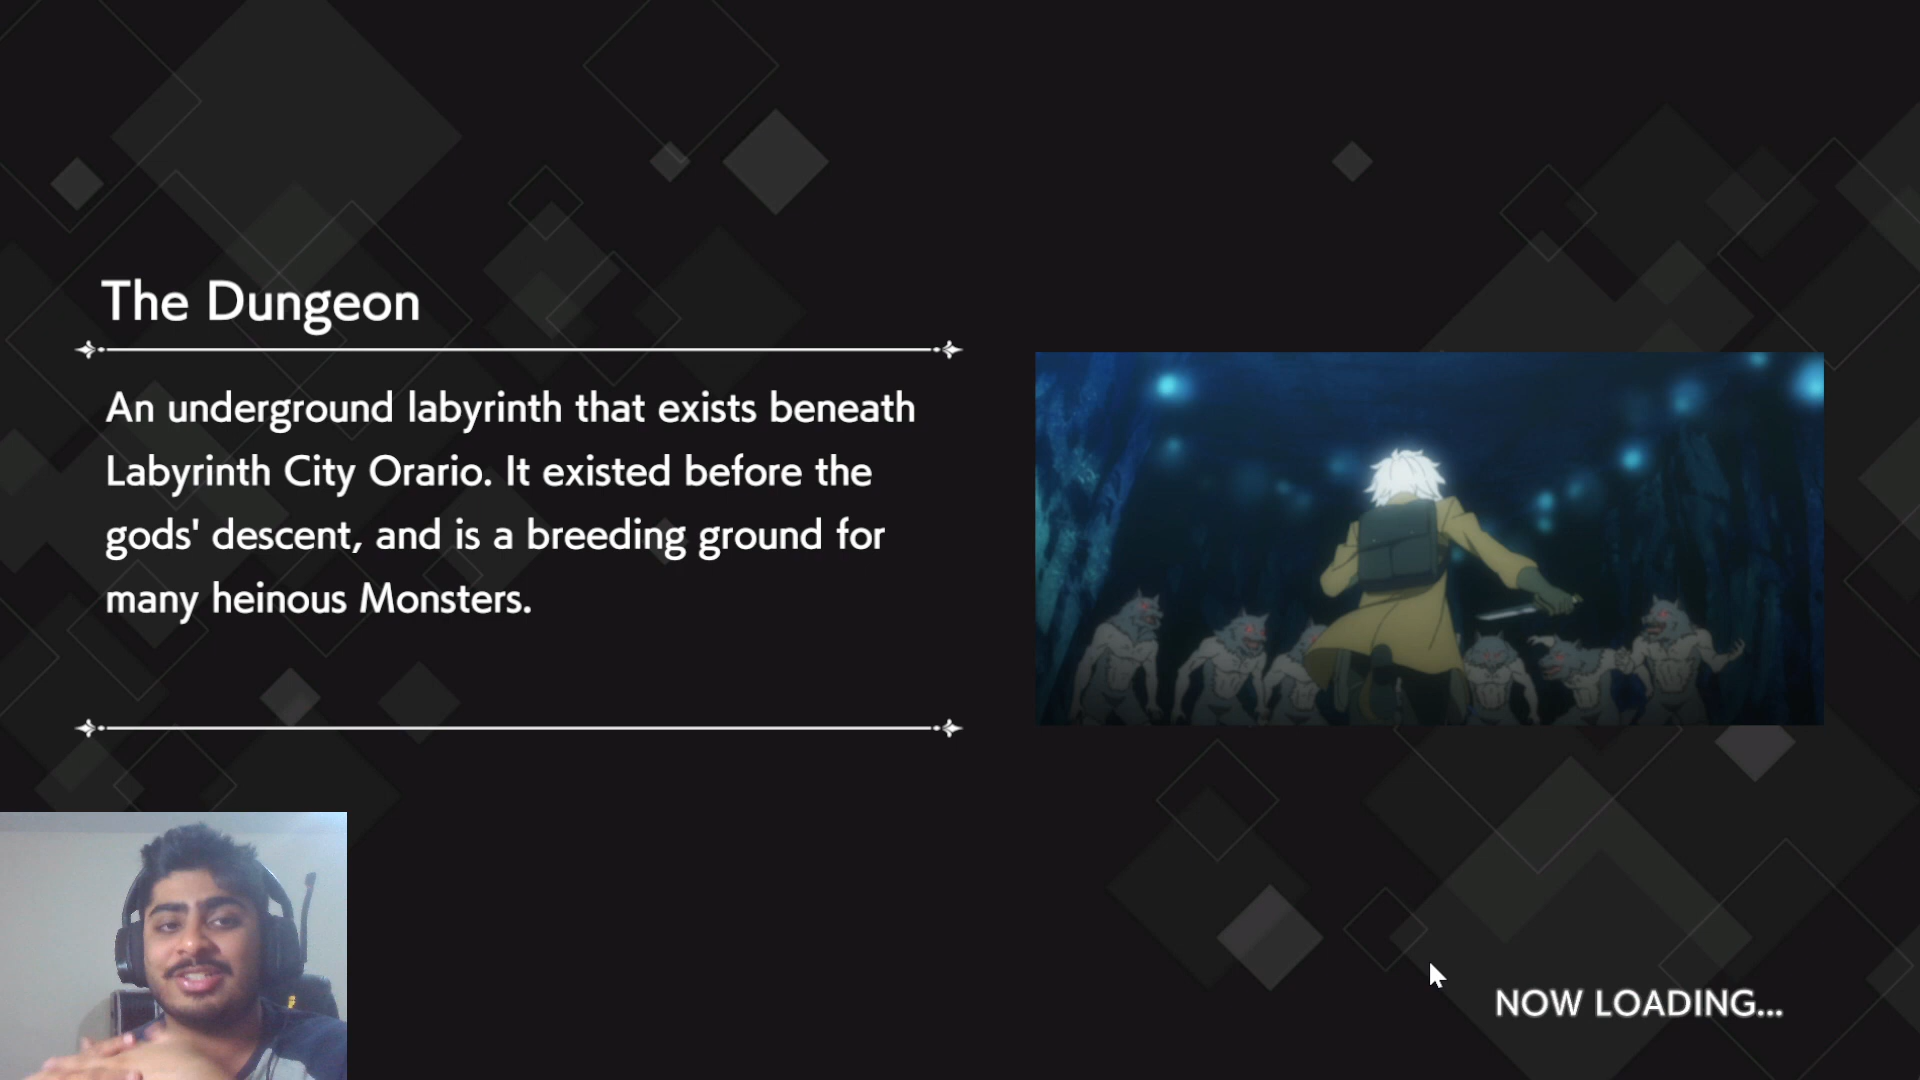 The Dungeon
An underground labyrinth that exists beneath
Labyrinth City Orario. It existed before the
gods' descent, and is a breeding ground for
many heinous Monsters.
NOW LOADING...